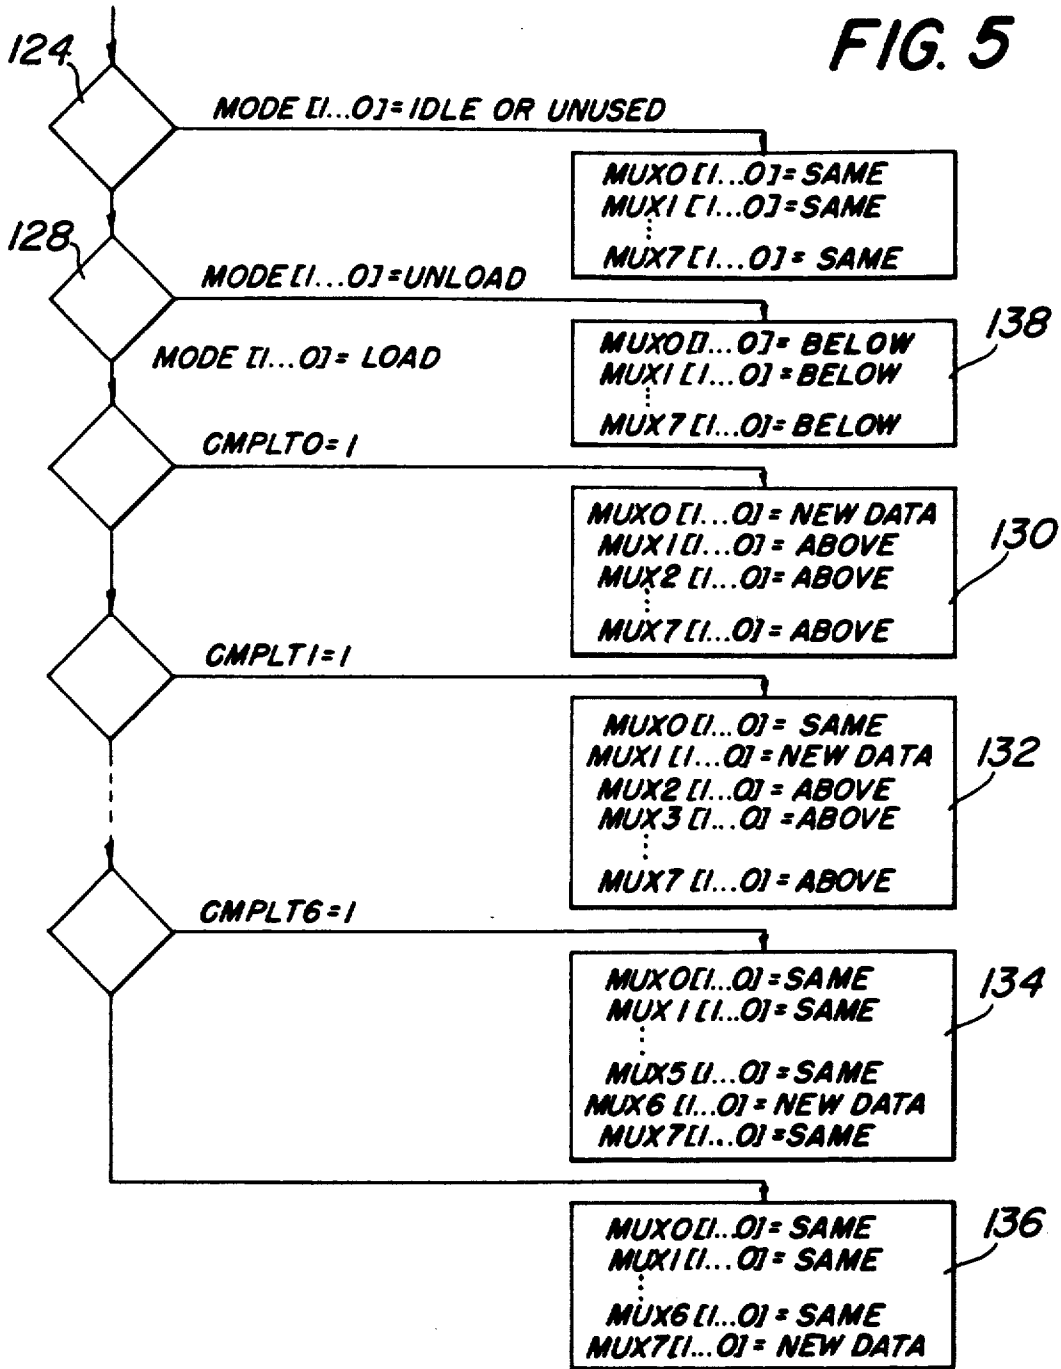 FIG. 5
124
MODE [1...0]=IDLE OR UNUSED
MUX0 [1...0]= SAME
MUX1 [1...0]=SAME
MUX7 [1...0]= SAME
128
MODE [1...0]=UNLOAD
138
MUX0[1...0]= BELOW
MUX1 [1...0]=BELOW
MUX7 [1...0]=BELOW
MODE [1...0]= LOAD
CMPLT0=1
130
MUX0 [1...0]= NEW DATA
MUX1[1...0]= ABOVE
MUX2 [1...0]= ABOVE
MUX7[1...0]= ABOVE
CMPLT1=1
132
MUX0[1...0]= SAME
MUX1 [1...0]=NEW DATA
MUX2 [1...0]= ABOVE
MUX3 [1...0] =ABOVE
MUX7 [1...0]= ABOVE
CMPLT6=1
134
MUX0[1...0]=SAME
MUX1 [1...0]=SAME
MUX5 [1...0] =SAME
MUX6 [1...0]=NEW DATA
MUX7[1...0]=SAME
136
MUX0[1...0]= SAME
MUX1[1...0]= SAME
MUX6[1...0]=SAME
MUX7[1...0]=NEW DATA